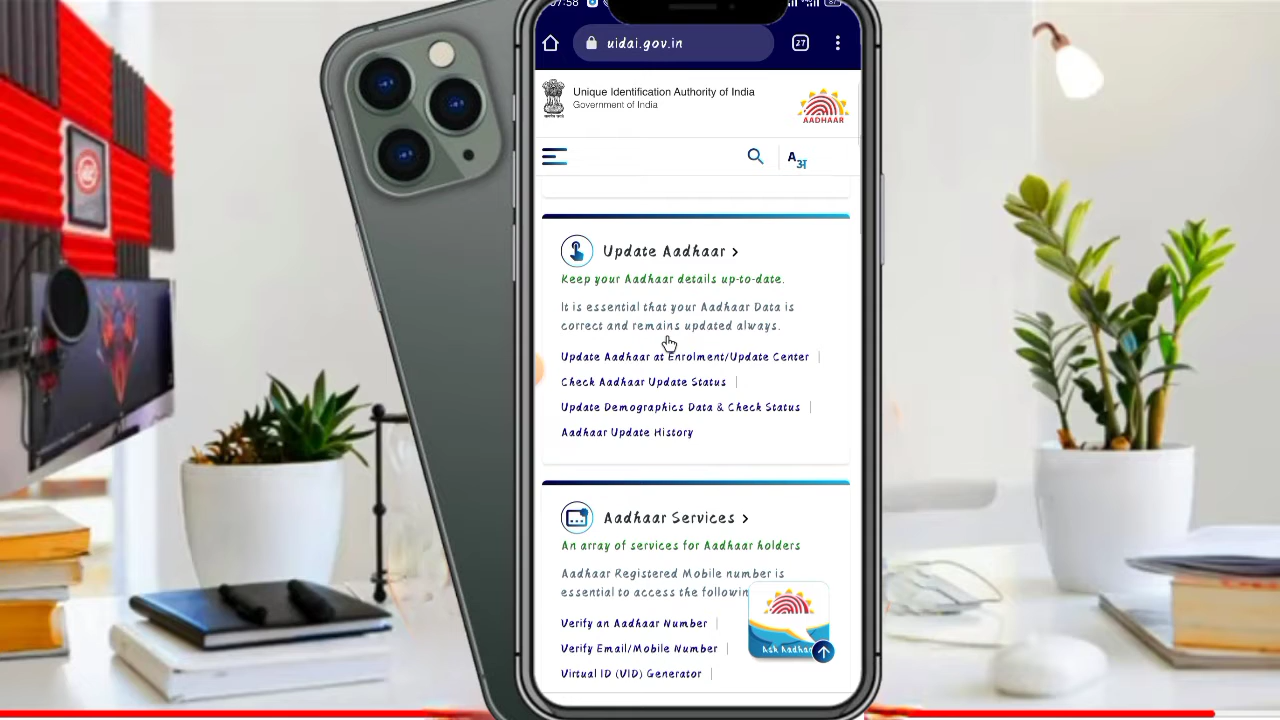 07:58
uidai.gov.in
27
Unique Identification Authority of India
Government of India
AADHAAR
A अ
Update Aadhaar >
Keep your Aadhaar details up-to-date.
It is essential that your Aadhaar Data is
correct and remains updated always.
Update Aadhaar at Enrolment/Update Center
Check Aadhaar Update Status
Update Demographics Data & Check Status
Aadhaar Update History
Aadhaar Services >
An array of services for Aadhaar holders
Aadhaar Registered Mobile number is
essential to access the
Verify an Aadhaar Number
Verify Email/Mobile Number
Ask
Virtual ID (VID) Generator